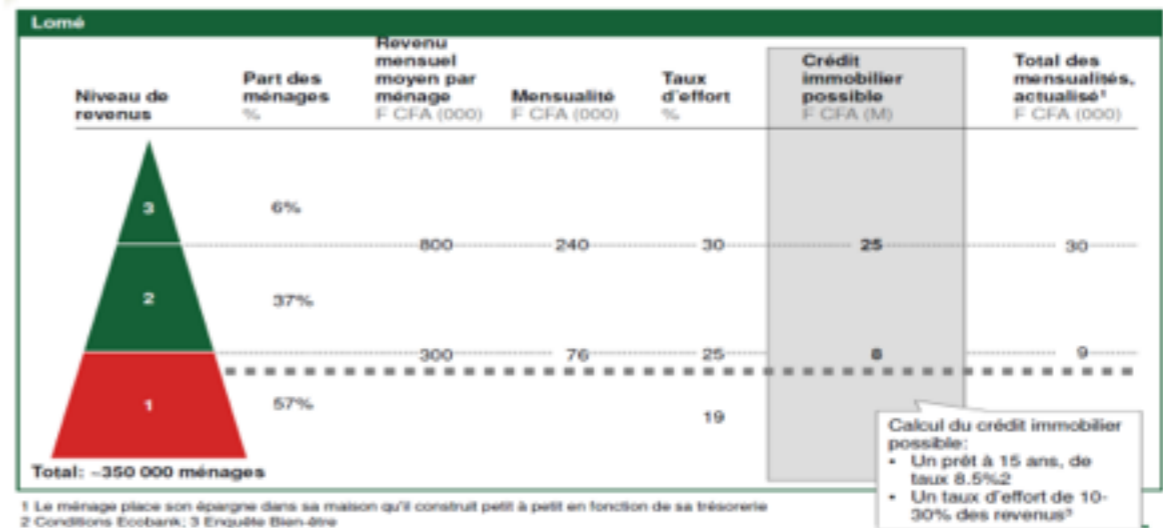 Lomé
Niveau de revenus
Part des ménages
%
Revenu mensuel moyen par ménage
F CFA (000)
Mensualité
F CFA (000)
Taux d'effort
%
Crédit immobilier possible
F CFA (M)
Total des mensualités, actualisé¹
F CFA (000)
3
6%
800 240 30 25 30
2
37%
300 76 25 8 9
1
57%
19
Total: ~350 000 ménages
Calcul du crédit immobilier
possible:
• Un prêt à 15 ans, de
taux 8.5%2
• Un taux d'effort de 10-
30% des revenus³
1 Le ménage place son épargne dans sa maison qu'il construit petit à petit en fonction de sa trésorerie
2 Conditions Ecobank; 3 Enquête Bien-être